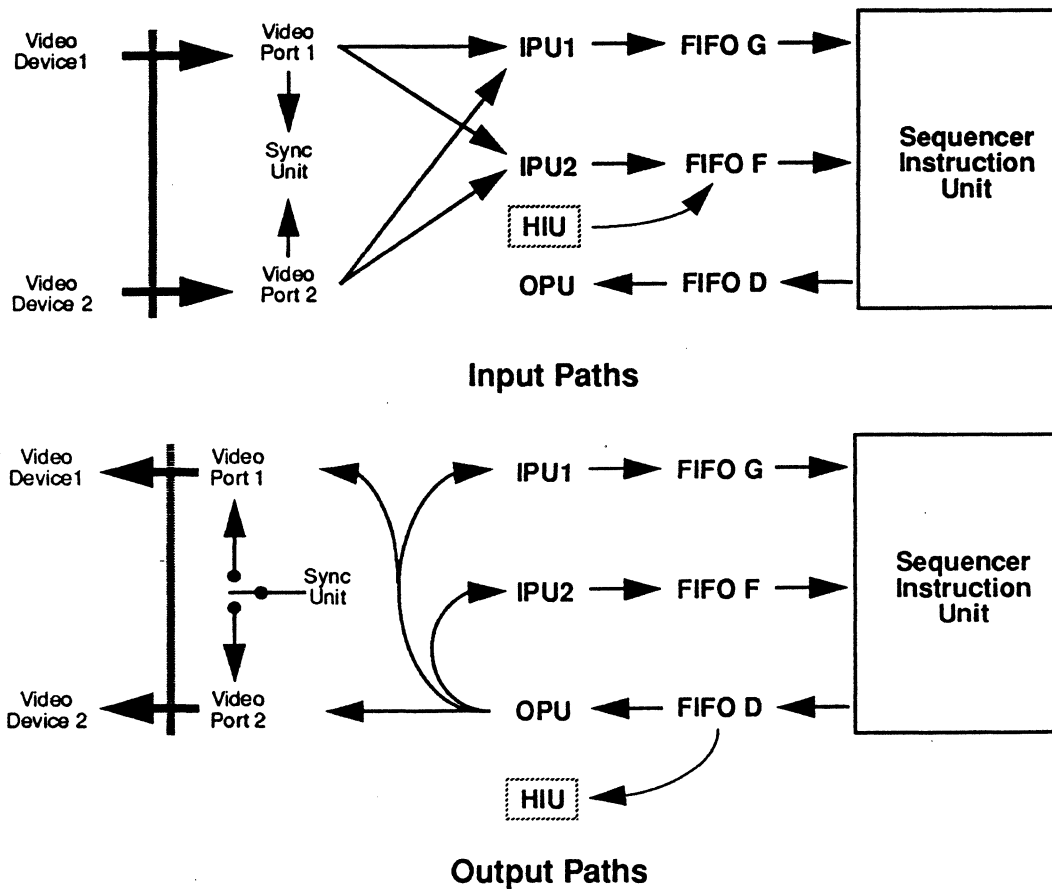 Video
Device1
Video
Port 1
IPU1
FIFO G
Sync
Unit
IPU2
FIFO F
Sequencer
Instruction
Unit
HIU
Video
Device 2
Video
Port 2
OPU
FIFO D
Input Paths
Video
Device1
Video
Port 1
IPU1
FIFO G
Sync
Unit
IPU2
FIFO F
Sequencer
Instruction
Unit
Video
Device 2
Video
Port 2
OPU
FIFO D
HIU
Output Paths